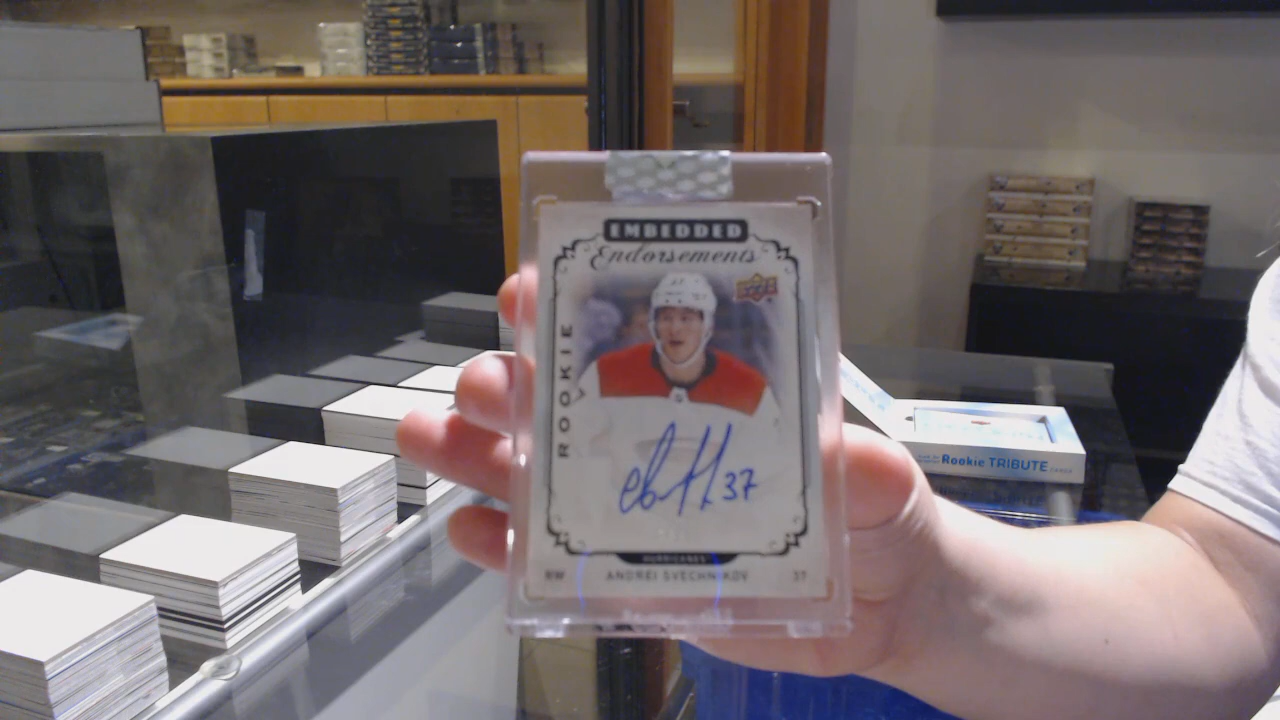 EMBEDDED
Endorsements
ROOKIE
37
HURRICANES
RW ANDREI SVECHNIKOV 37
Rookie TRIBUTE